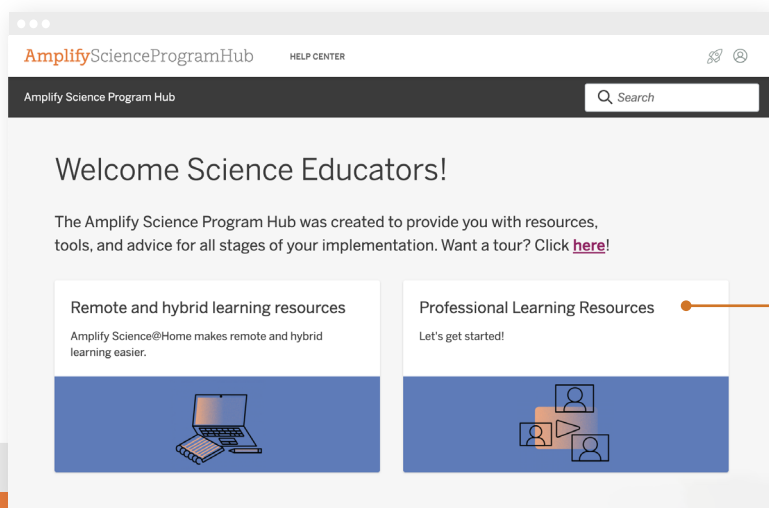 AmplifyScienceProgramHub HELP CENTER
Amplify Science Program Hub
Search
Welcome Science Educators!
The Amplify Science Program Hub was created to provide you with resources,
tools, and advice for all stages of your implementation. Want a tour? Click here!
Remote and hybrid learning resources
Amplify Science@Home makes remote and hybrid
learning easier.
Professional Learning Resources
Let's get started!